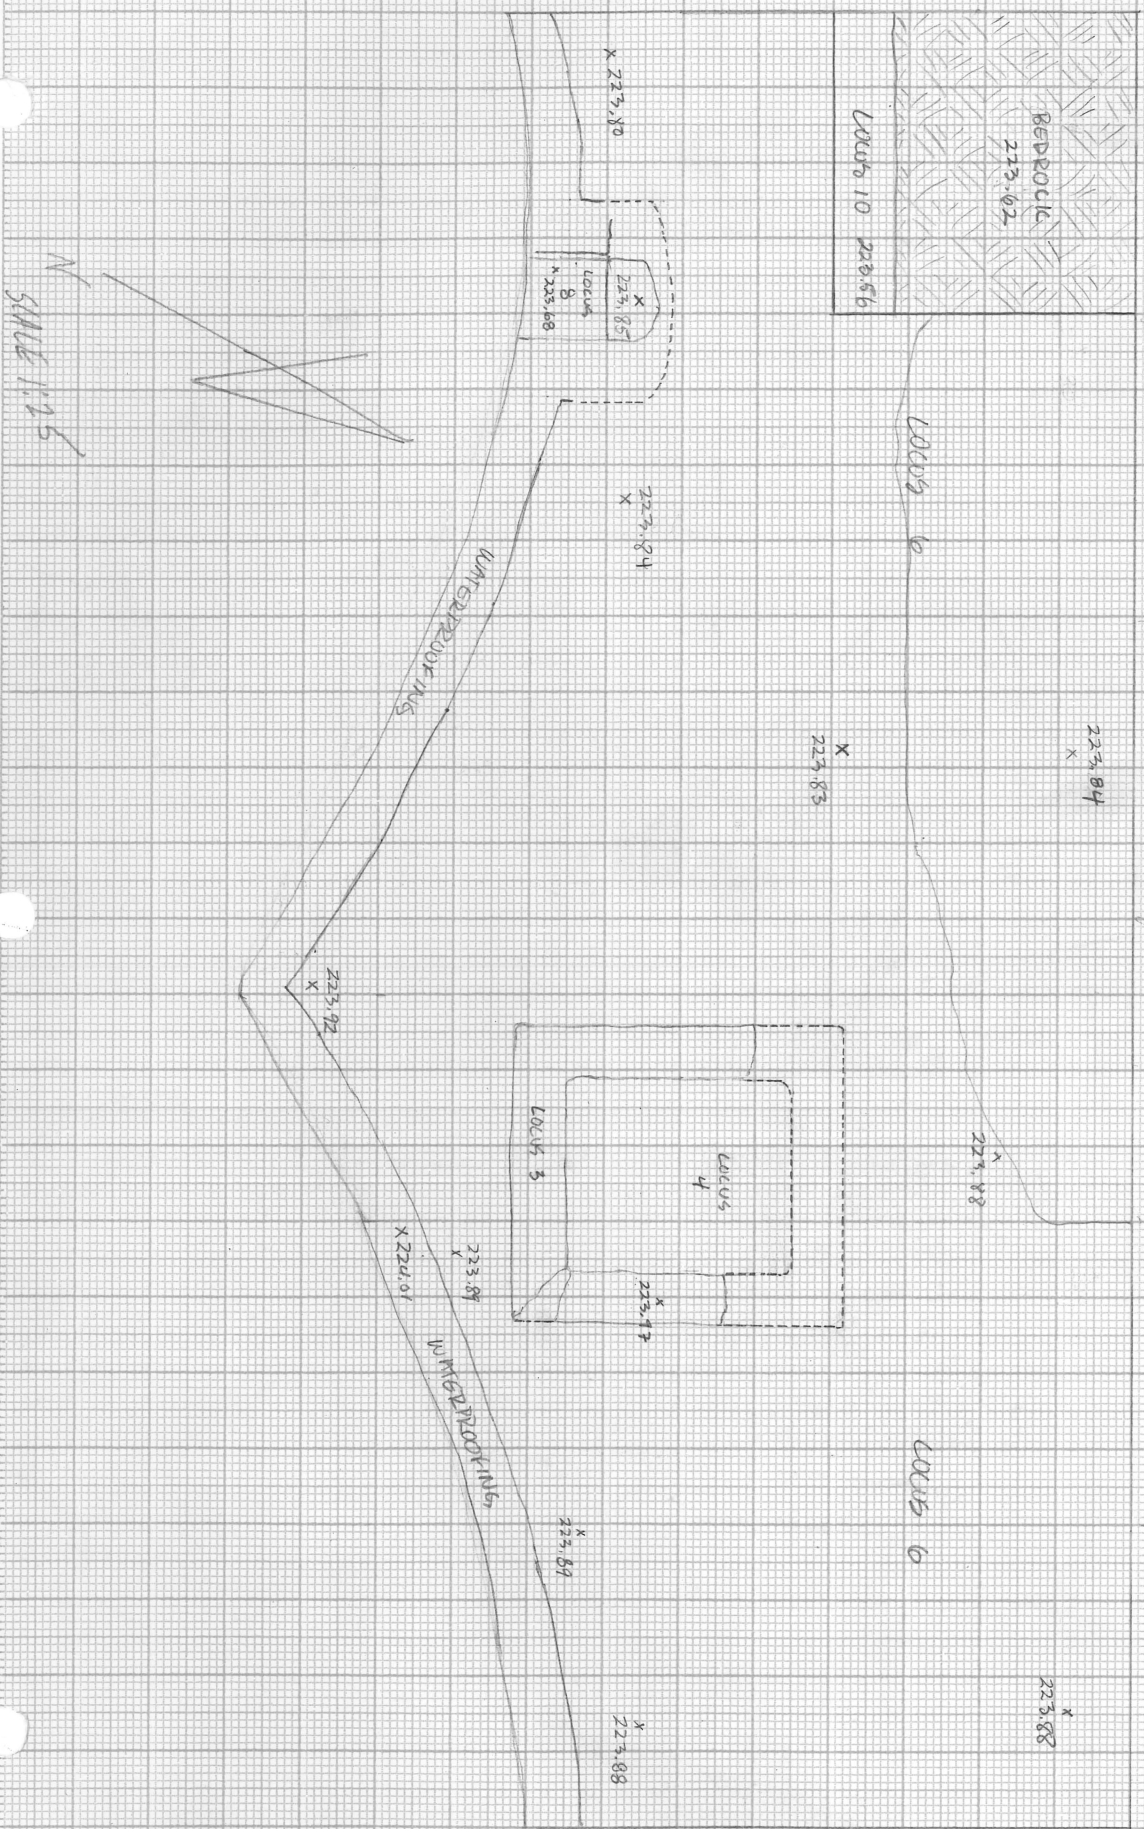 BEDROCK
223.62
LOCUS 10 223.56
x 223.80
x
223.85
LOCUS
8
x 223.68
LOCUS 6
223.84
x
223.84
x
x
223.83
WATERPROOFING
223.92
x
LOCUS 3
LOCUS
4
x
223.88
x
223.97
223.89
x
x 224.01
WATERPROOFING
x
223.89
LOCUS 6
x
223.88
x
223.88
N
SCALE 1:25